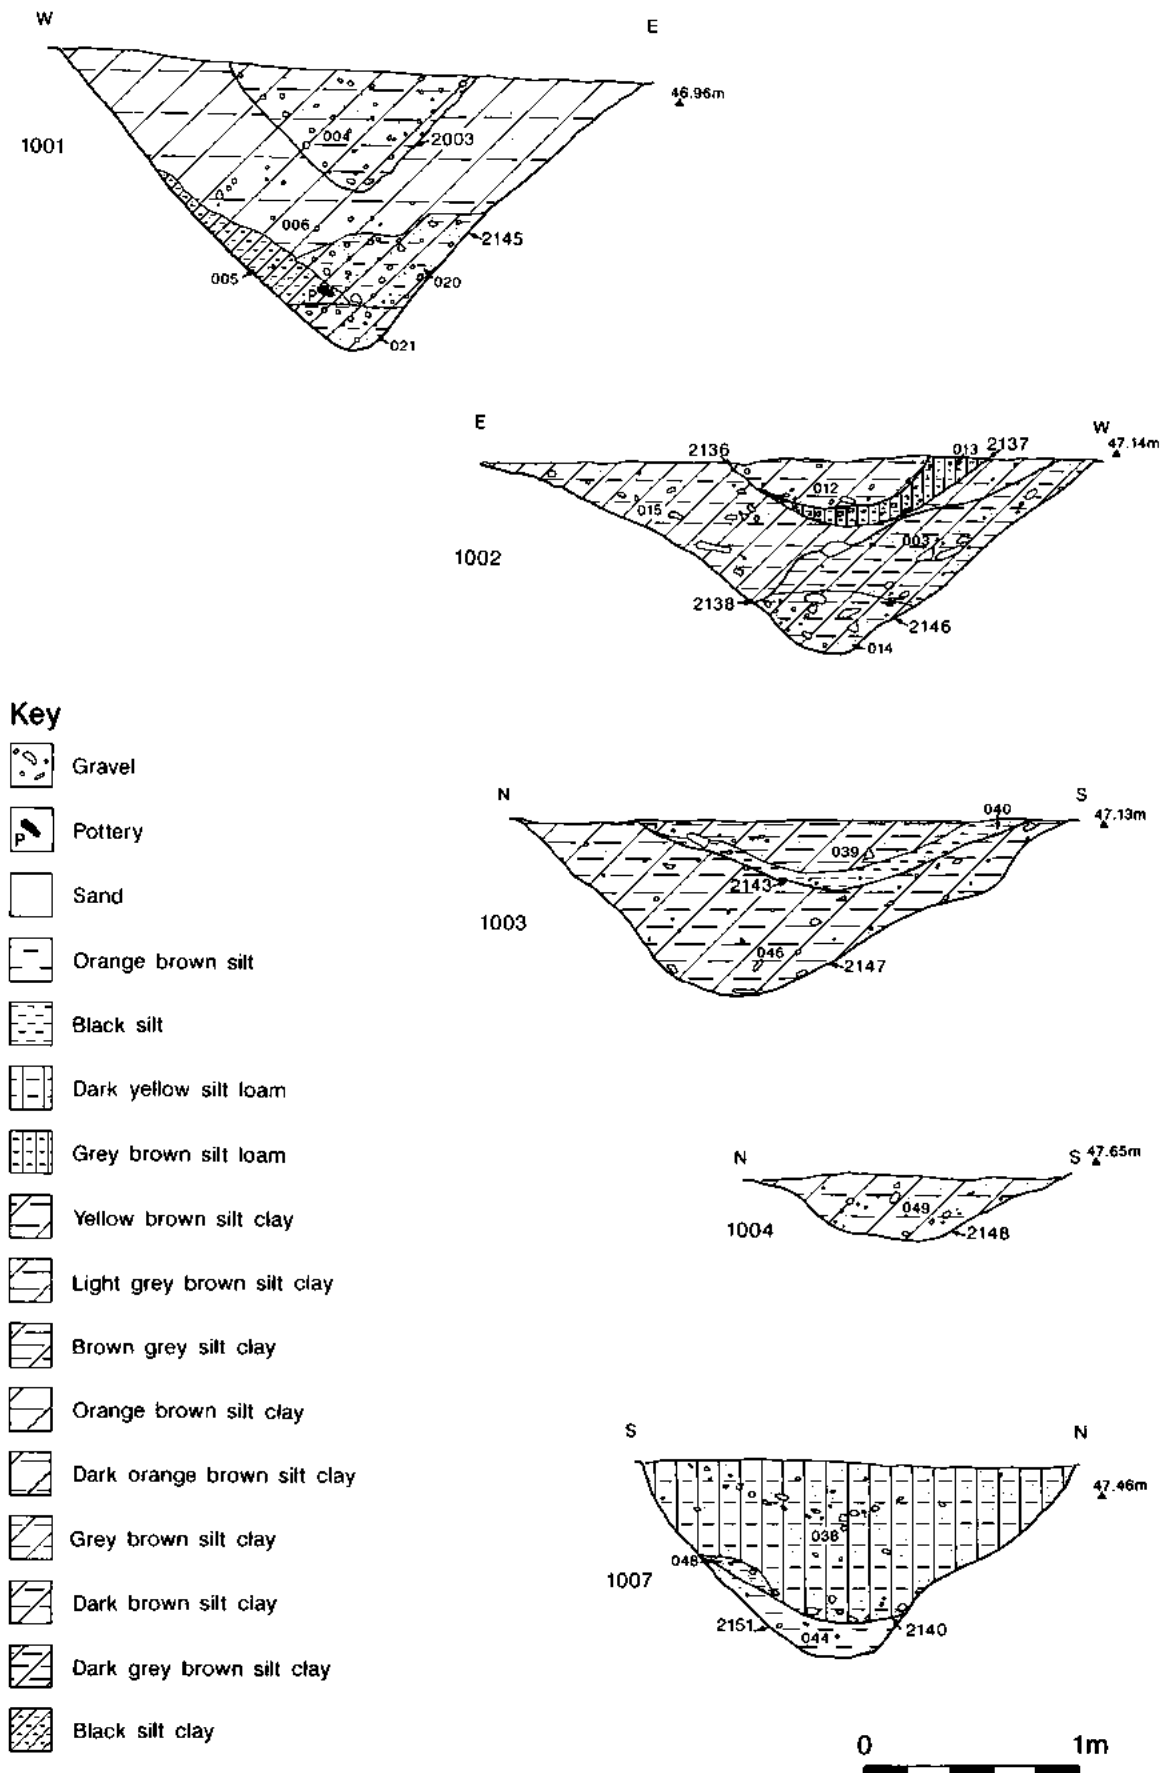 W
E
46.96m
1001
004
2003
006
2145
005
020
P
021
E
W
47.14m
2136
013
2137
012
015
003
1002
2138
2146
014
Key
Gravel
P
Pottery
Sand
Orange brown silt
Black silt
Dark yellow silt loam
Grey brown silt loam
Yellow brown silt clay
Light grey brown silt clay
Brown grey silt clay
Orange brown silt clay
Dark orange brown silt clay
Grey brown silt clay
Dark brown silt clay
Dark grey brown silt clay
Black silt clay
N
S
040
47.13m
039
2143
1003
046
2147
N
S
47.65m
049
1004
2148
S
N
47.46m
038
048
1007
2151
044
2140
0
1m